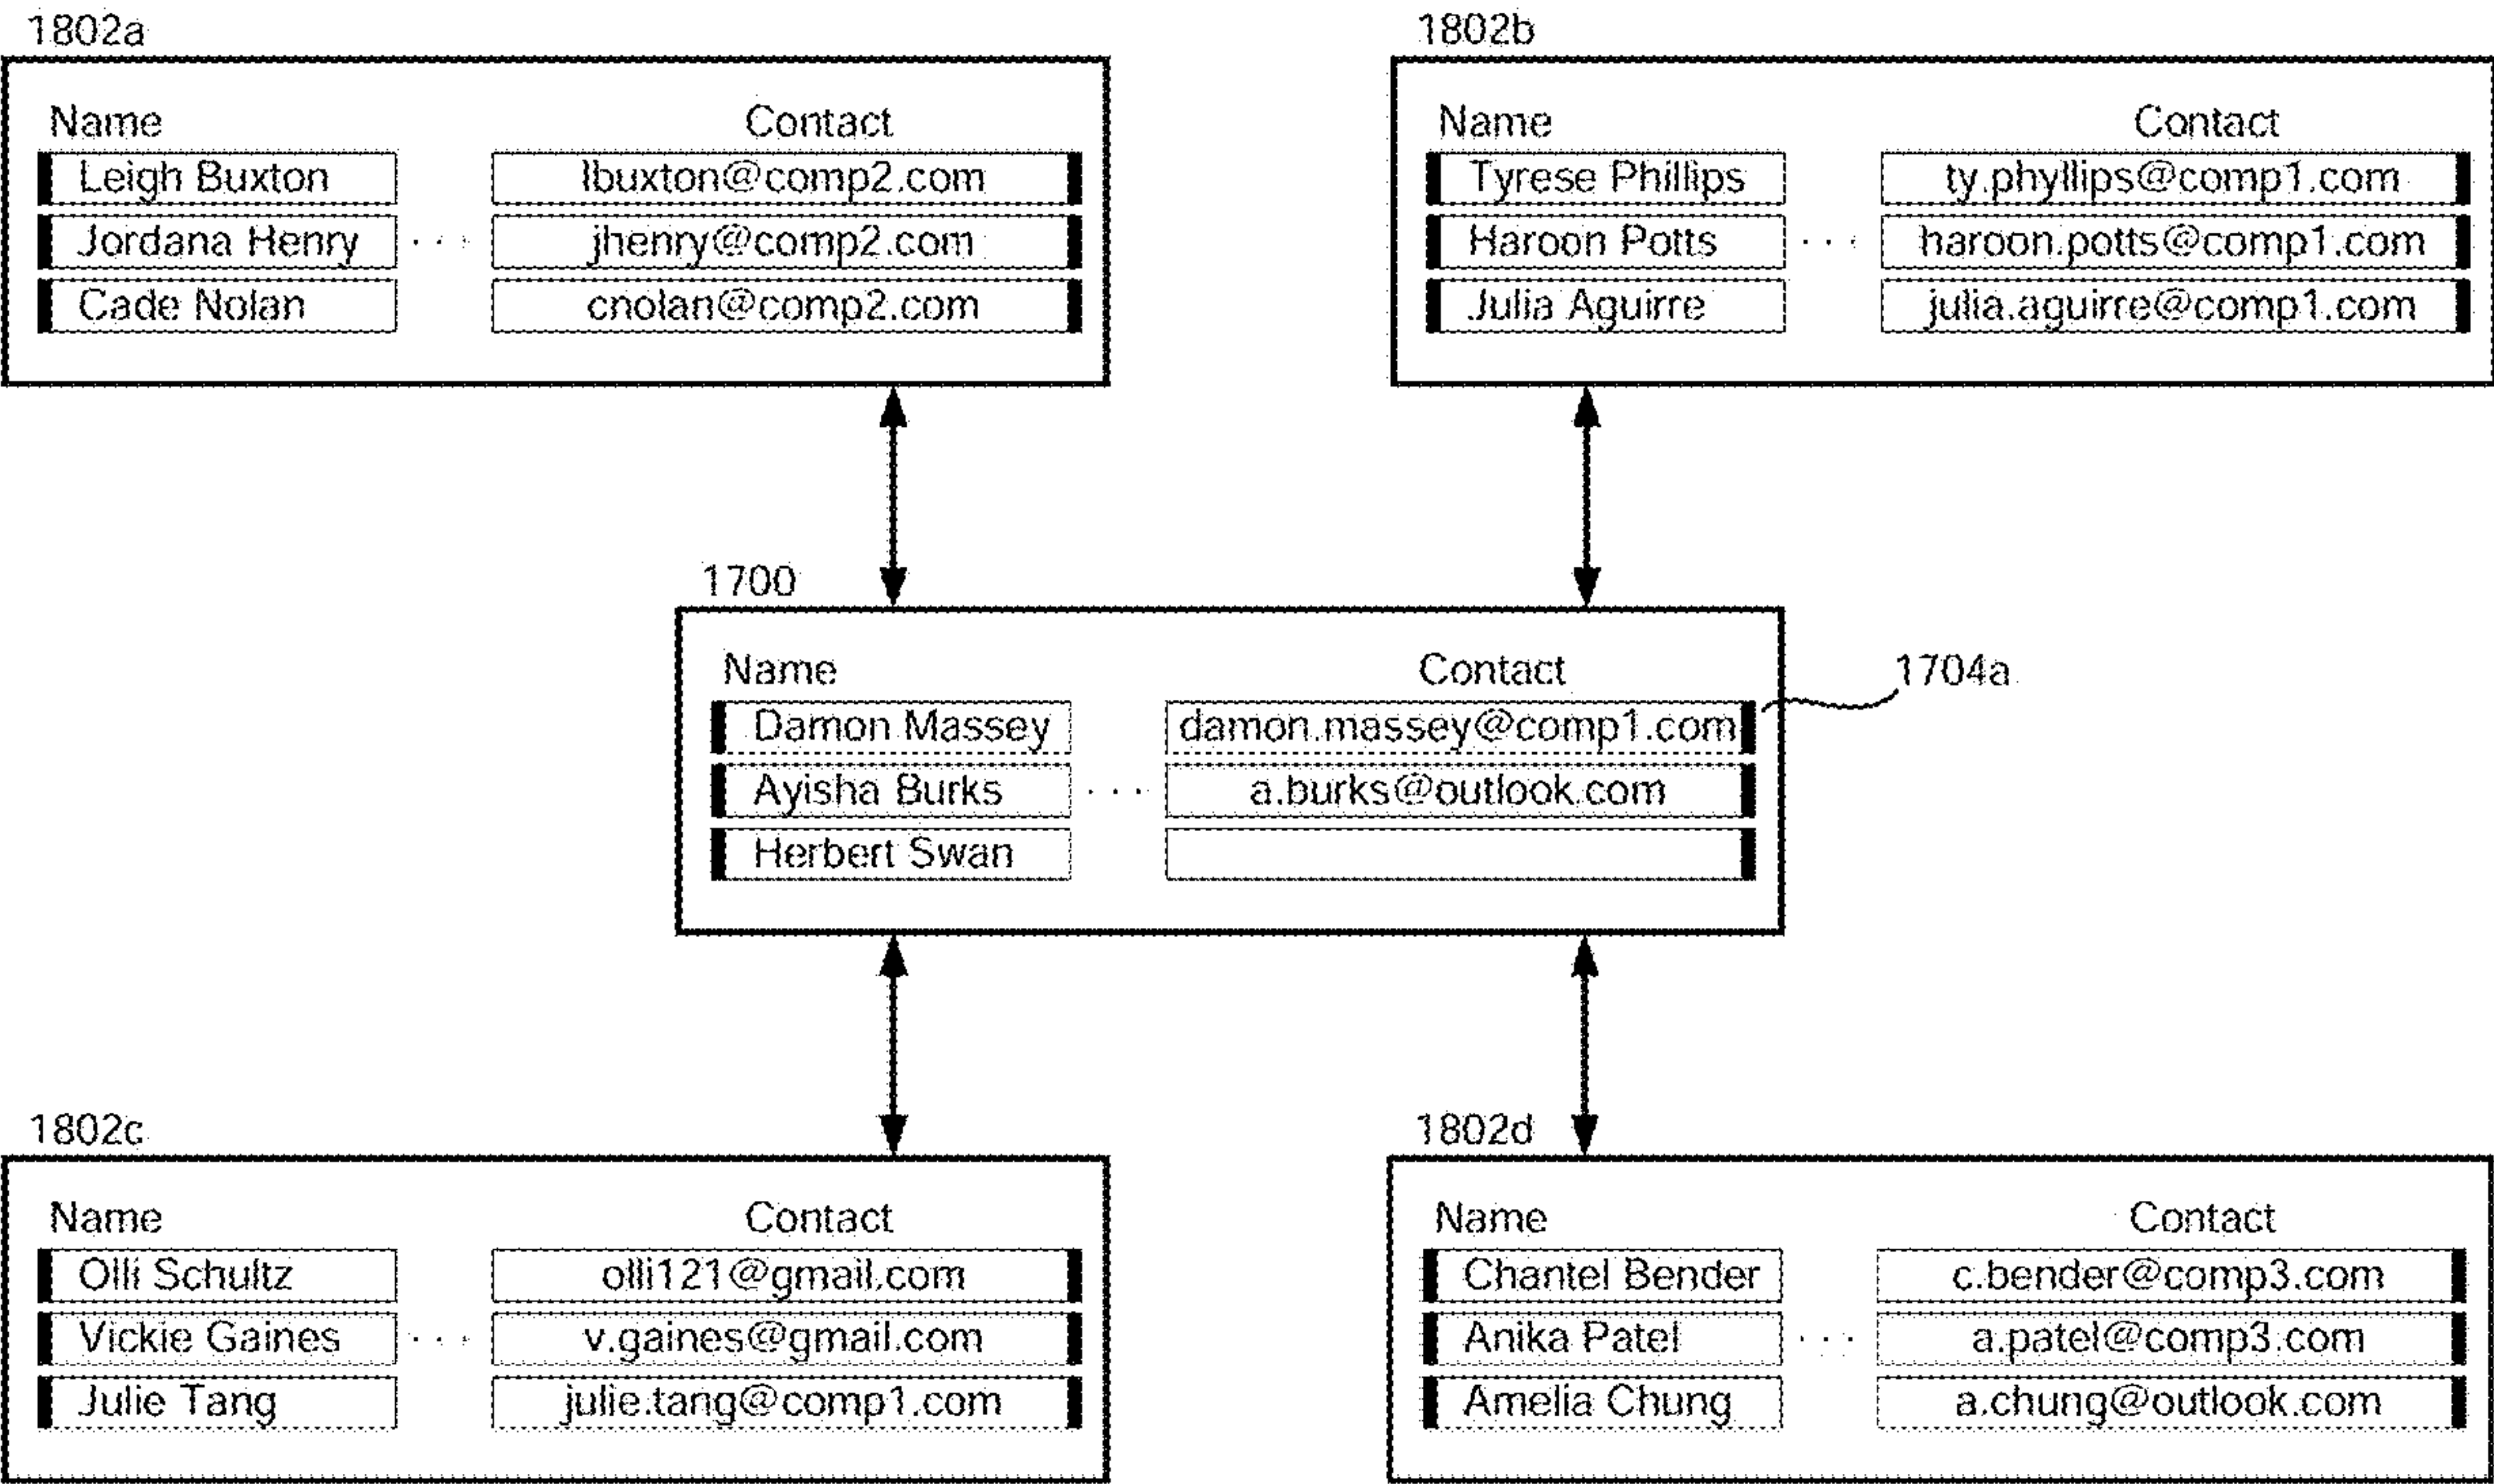 1802a
Name Contact
Leigh Buxton lbuxton@comp2.com
Jordana Henry ... jhenry@comp2.com
Cade Nolan cnolan@comp2.com
1802b
Name Contact
Tyrese Phillips ty.phyllips@comp1.com
Haroon Potts ... haroon.potts@comp1.com
Julia Aguirre julia.aguirre@comp1.com
1700
Name Contact
Damon Massey damon.massey@comp1.com
Ayisha Burks ... a.burks@outlook.com
Herbert Swan
1704a
1802c
Name Contact
Olli Schultz olli121@gmail.com
Vickie Gaines ... v.gaines@gmail.com
Julie Tang julie.tang@comp1.com
1802d
Name Contact
Chantel Bender c.bender@comp3.com
Anika Patel ... a.patel@comp3.com
Amelia Chung a.chung@outlook.com